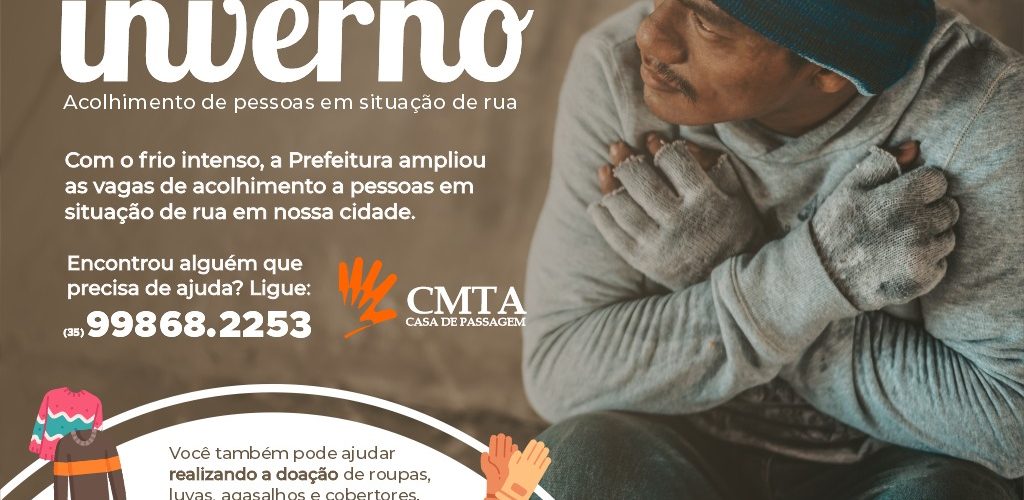 inverno
Acolhimento de pessoas em situação de rua
Com o frio intenso, a Prefeitura ampliou
as vagas de acolhimento a pessoas em
situação de rua em nossa cidade.
Encontrou alguém que
precisa de ajuda? Ligue:
(35) 99868.2253
CMTA
CASA DE PASSAGEM
Você também pode ajudar
realizando a doação de roupas,
luvas, agasalhos e cobertores.